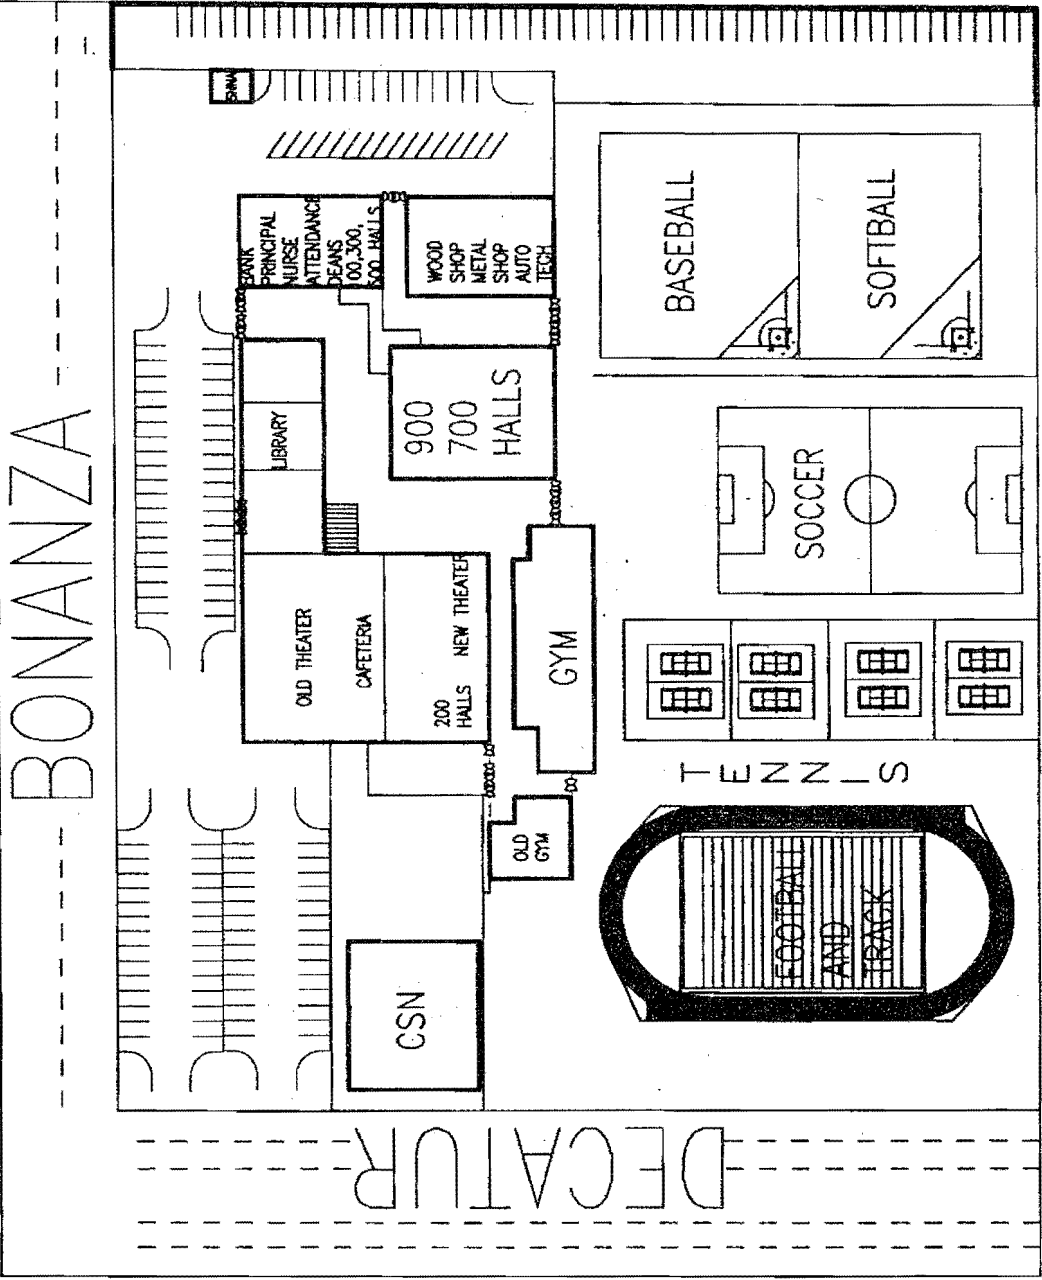 BONANZA
BANK
PRINCIPAL
NURSE
ATTENDANCE
DEANS
100,300,
500 HALLS
WOOD
SHOP
METAL
SHOP
AUTO
TECH
BASEBALL
SOFTBALL
LIBRARY
900
700
HALLS
SOCCER
OLD THEATER
CAFETERIA
200
HALLS
NEW THEATER
GYM
TENNIS
OLD
GYM
FOOTBALL
AND
TRACK
CSN
DECATUR